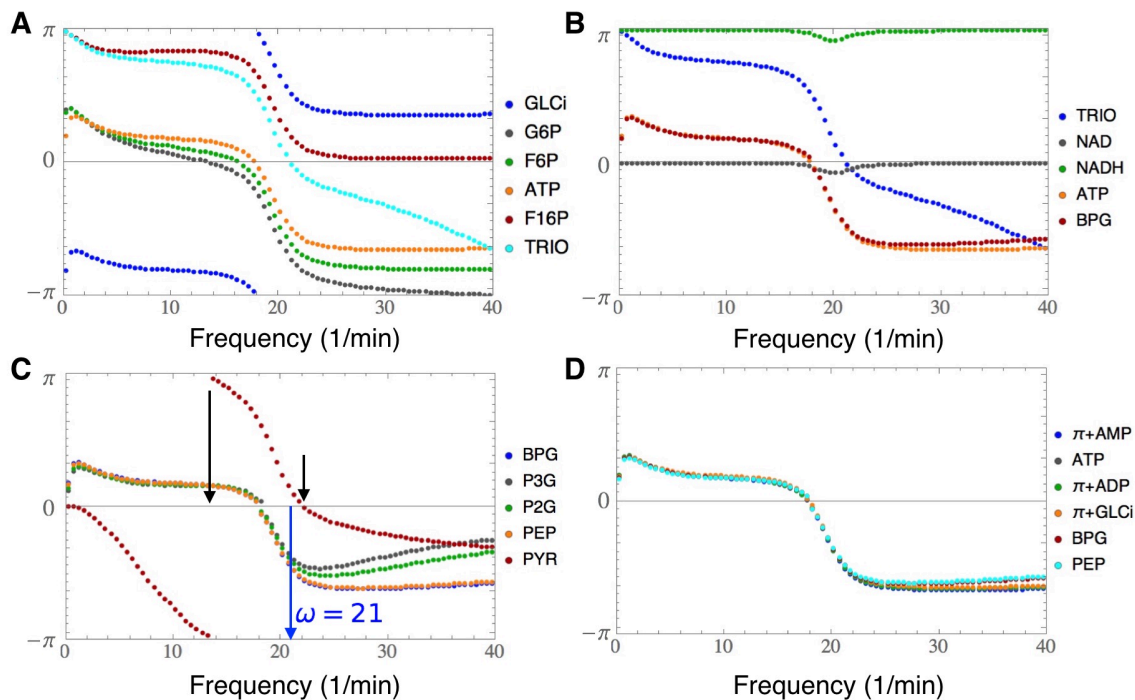 A
π
0
−π
0
10
20
30
40
Frequency (1/min)
GLCi
G6P
F6P
ATP
F16P
TRIO
B
π
0
−π
0
10
20
30
40
Frequency (1/min)
TRIO
NAD
NADH
ATP
BPG
C
π
0
−π
0
10
20
30
40
Frequency (1/min)
ω = 21
BPG
P3G
P2G
PEP
PYR
D
π
0
−π
0
10
20
30
40
Frequency (1/min)
π+AMP
ATP
π+ADP
π+GLCi
BPG
PEP